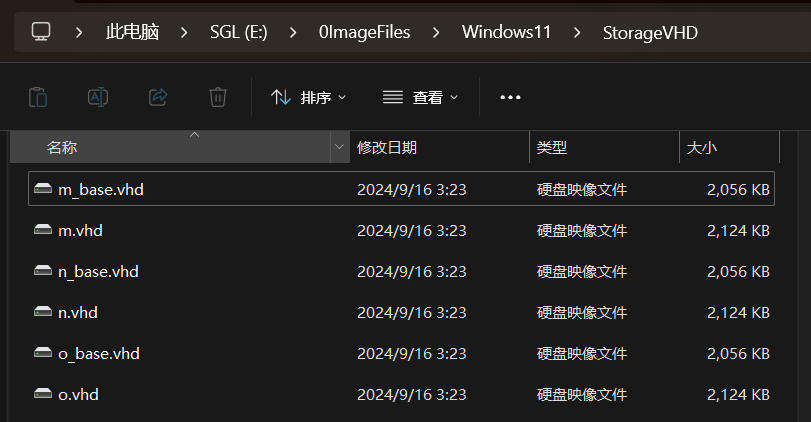 此电脑 > SGL (E:) > 0ImageFiles > Windows11 > StorageVHD
排序 查看
名称 修改日期 类型 大小
m_base.vhd 2024/9/16 3:23 硬盘映像文件 2,056 KB
m.vhd 2024/9/16 3:23 硬盘映像文件 2,124 KB
n_base.vhd 2024/9/16 3:23 硬盘映像文件 2,056 KB
n.vhd 2024/9/16 3:23 硬盘映像文件 2,124 KB
o_base.vhd 2024/9/16 3:23 硬盘映像文件 2,056 KB
o.vhd 2024/9/16 3:23 硬盘映像文件 2,124 KB